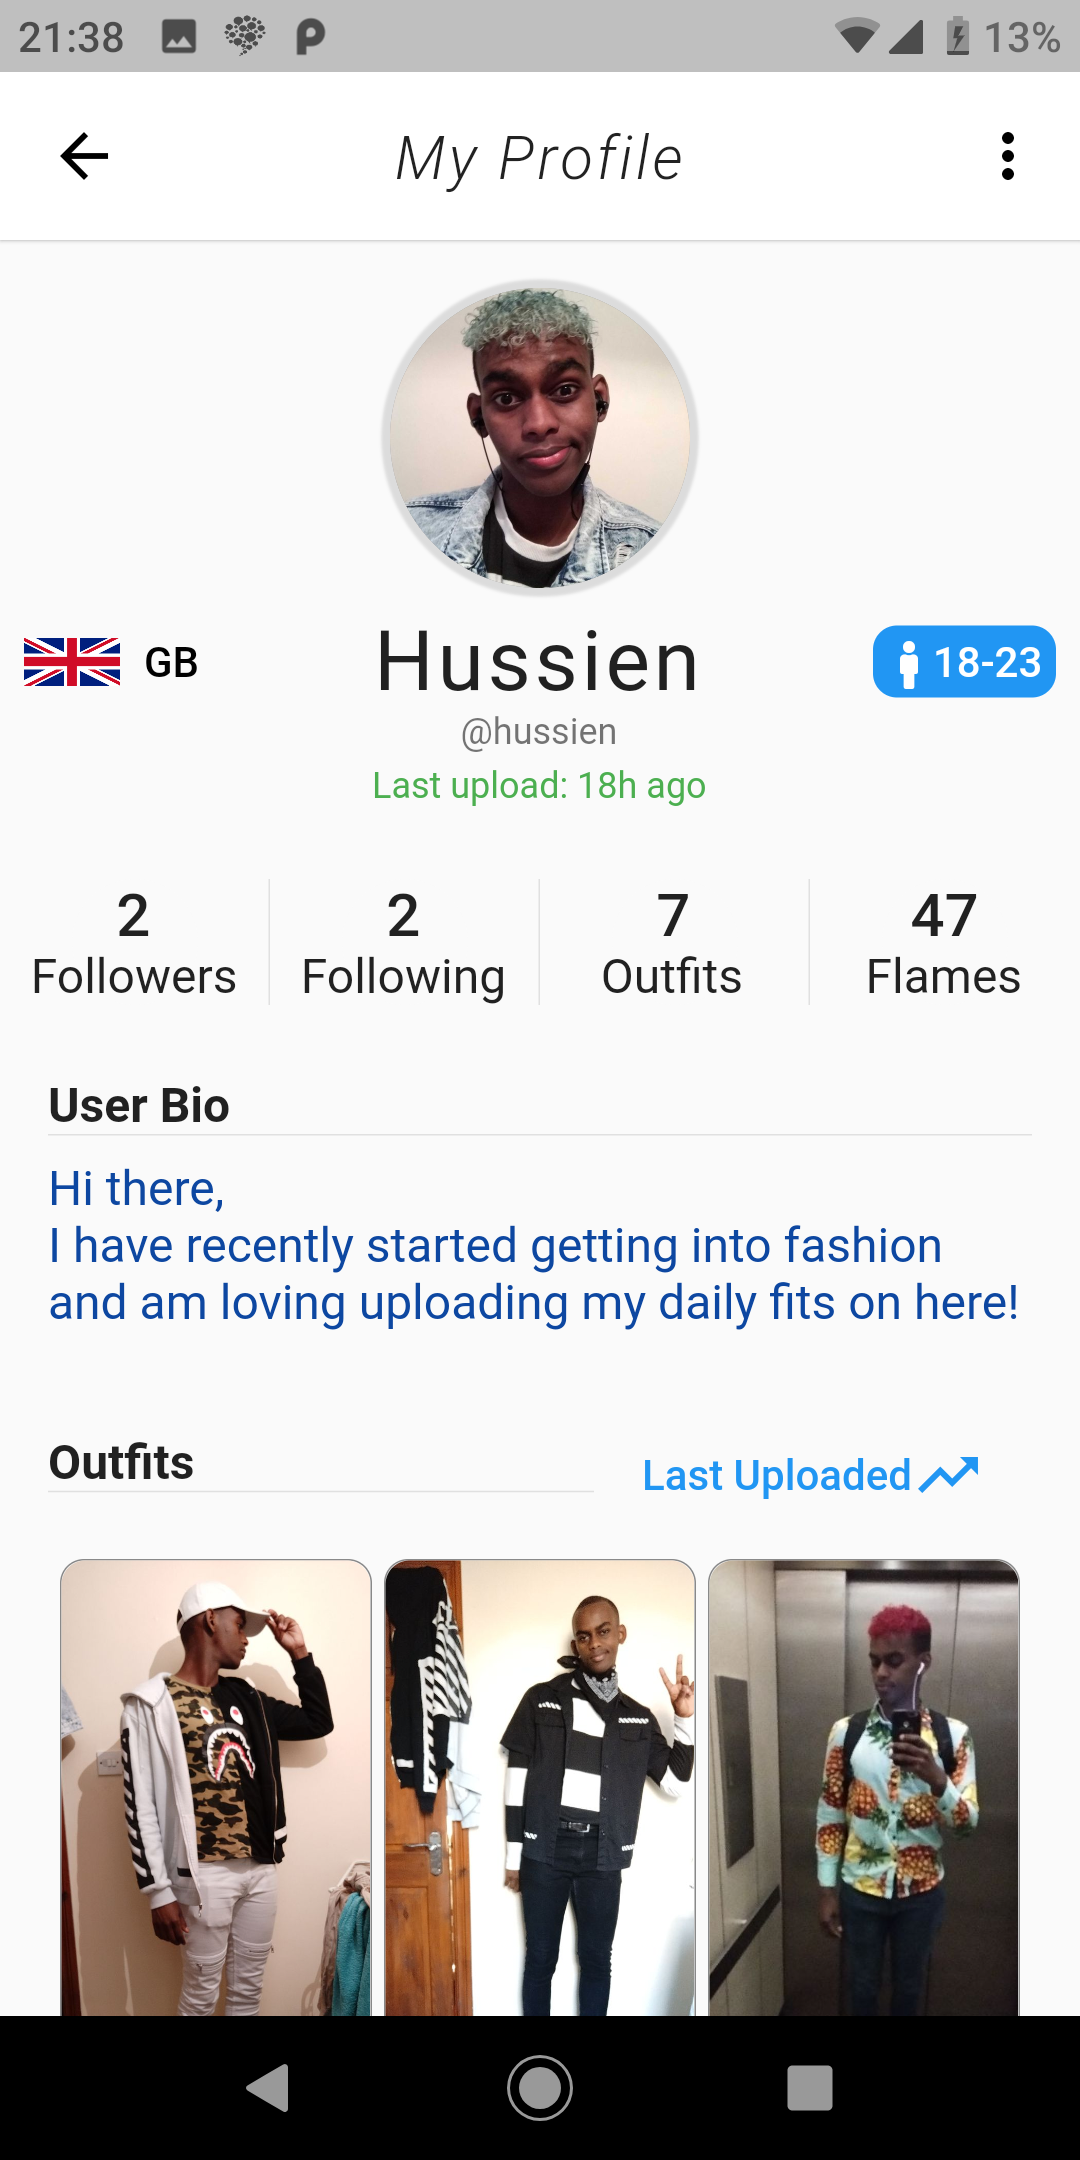 21:38
13%
My Profile
GB
Hussien
18-23
@hussien
Last upload: 18h ago
2
Followers
2
Following
7
Outfits
47
Flames
User Bio
Hi there,
I have recently started getting into fashion
and am loving uploading my daily fits on here!
Outfits
Last Uploaded